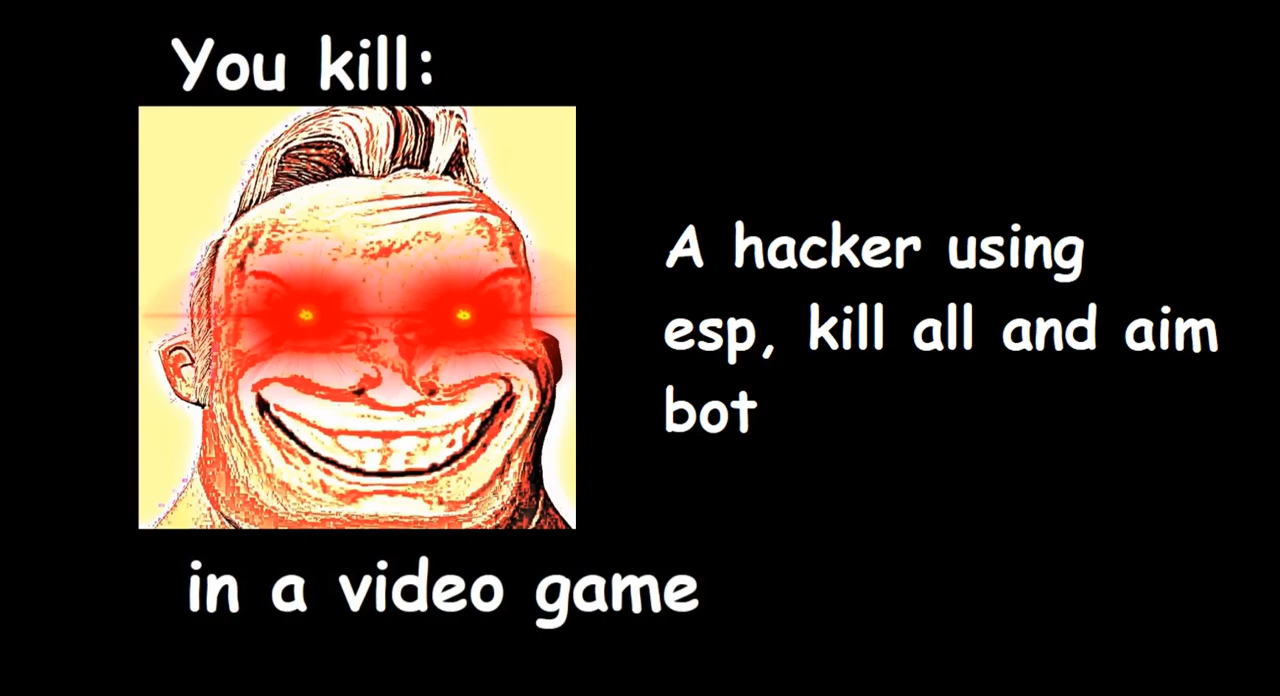 You kill:
A hacker using
esp, kill all and aim
bot
in a video game